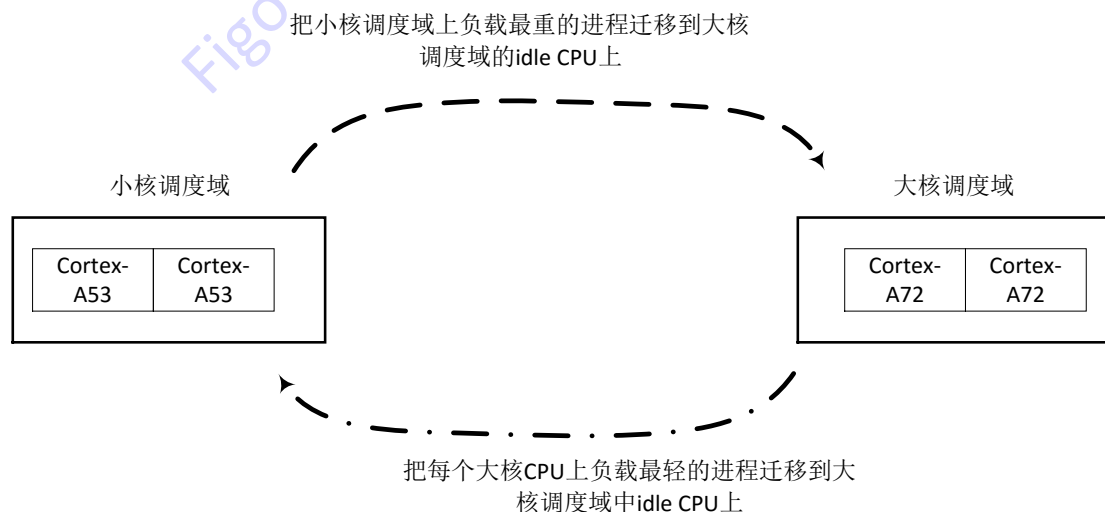 把小核调度域上负载最重的进程迁移到大核
调度域的idle CPU上
Figo
小核调度域
大核调度域
Cortex-
A53
Cortex-
A53
Cortex-
A72
Cortex-
A72
把每个大核CPU上负载最轻的进程迁移到大
核调度域中idle CPU上